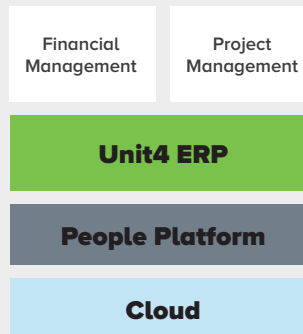 Financial
Management
Project
Management
Unit4 ERP
People Platform
Cloud